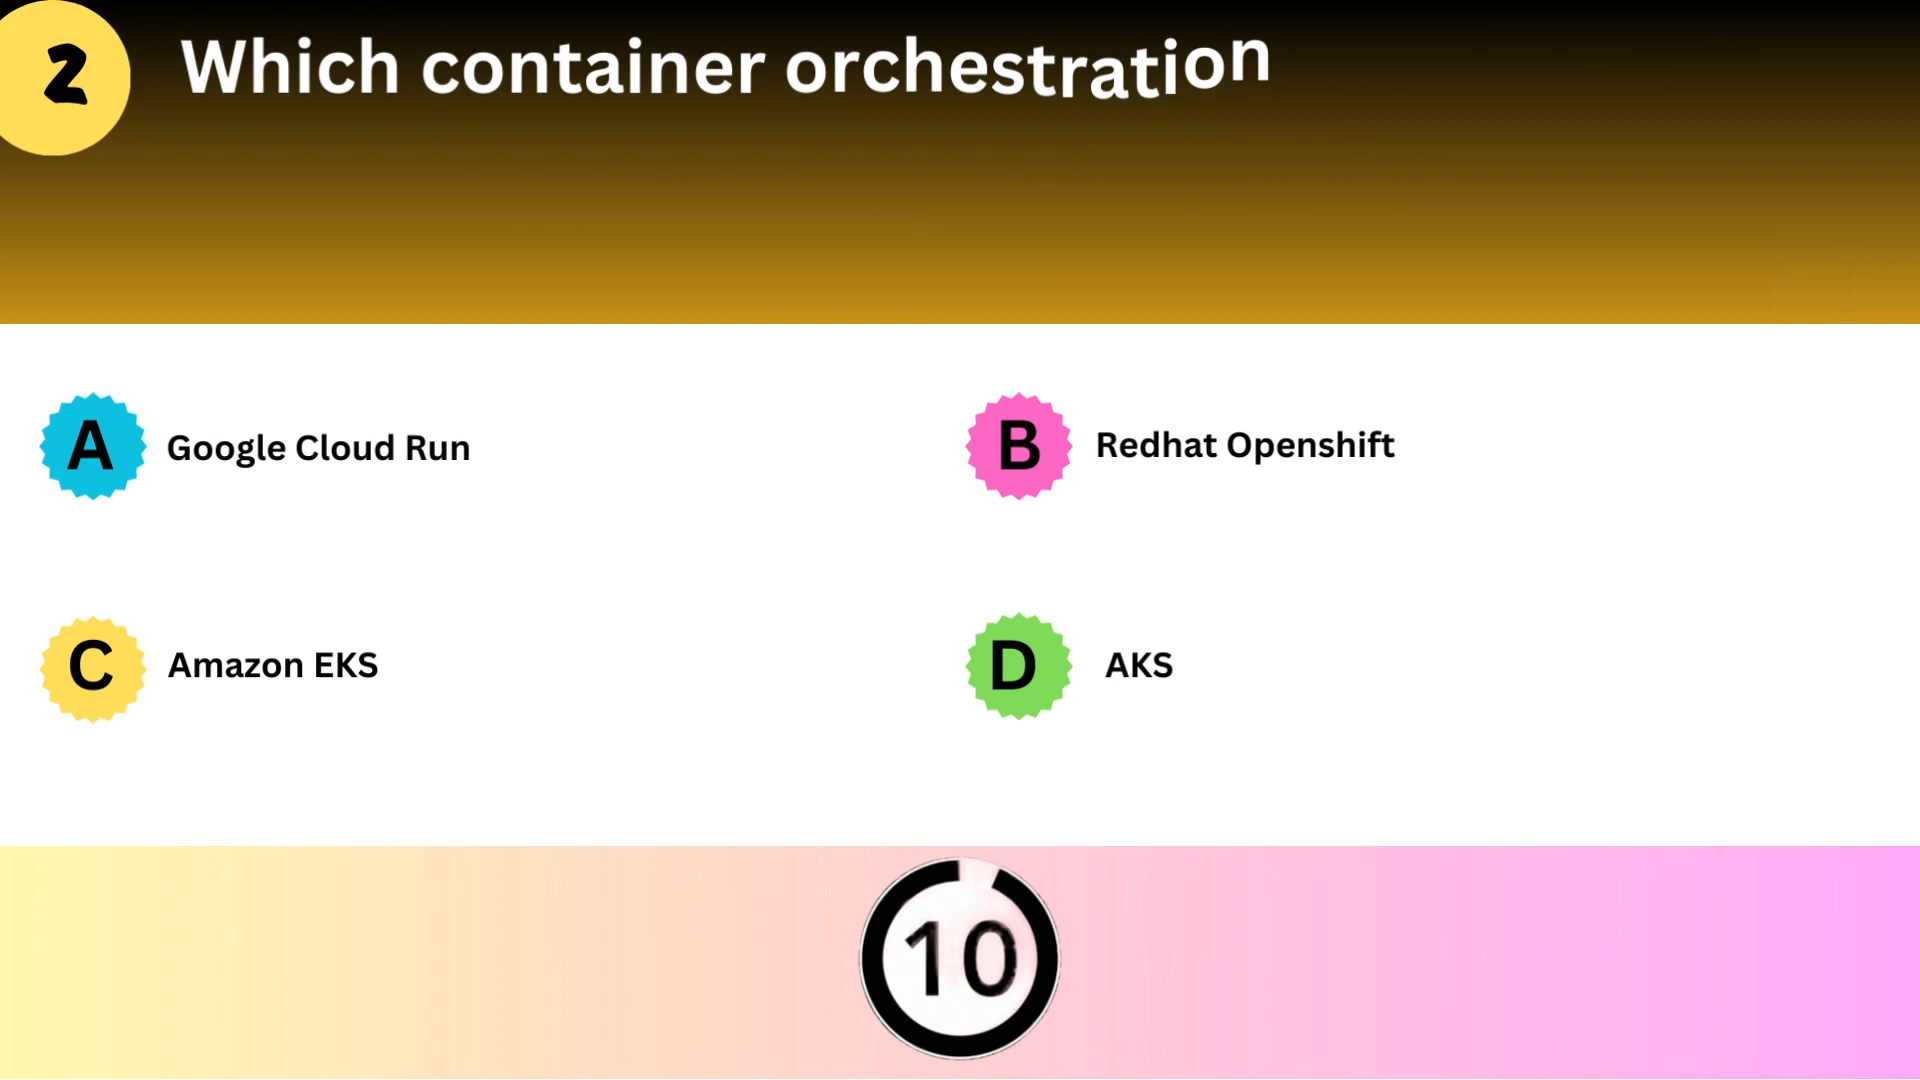 2
Which container orchestration
A Google Cloud Run
B Redhat Openshift
C Amazon EKS
D AKS
10